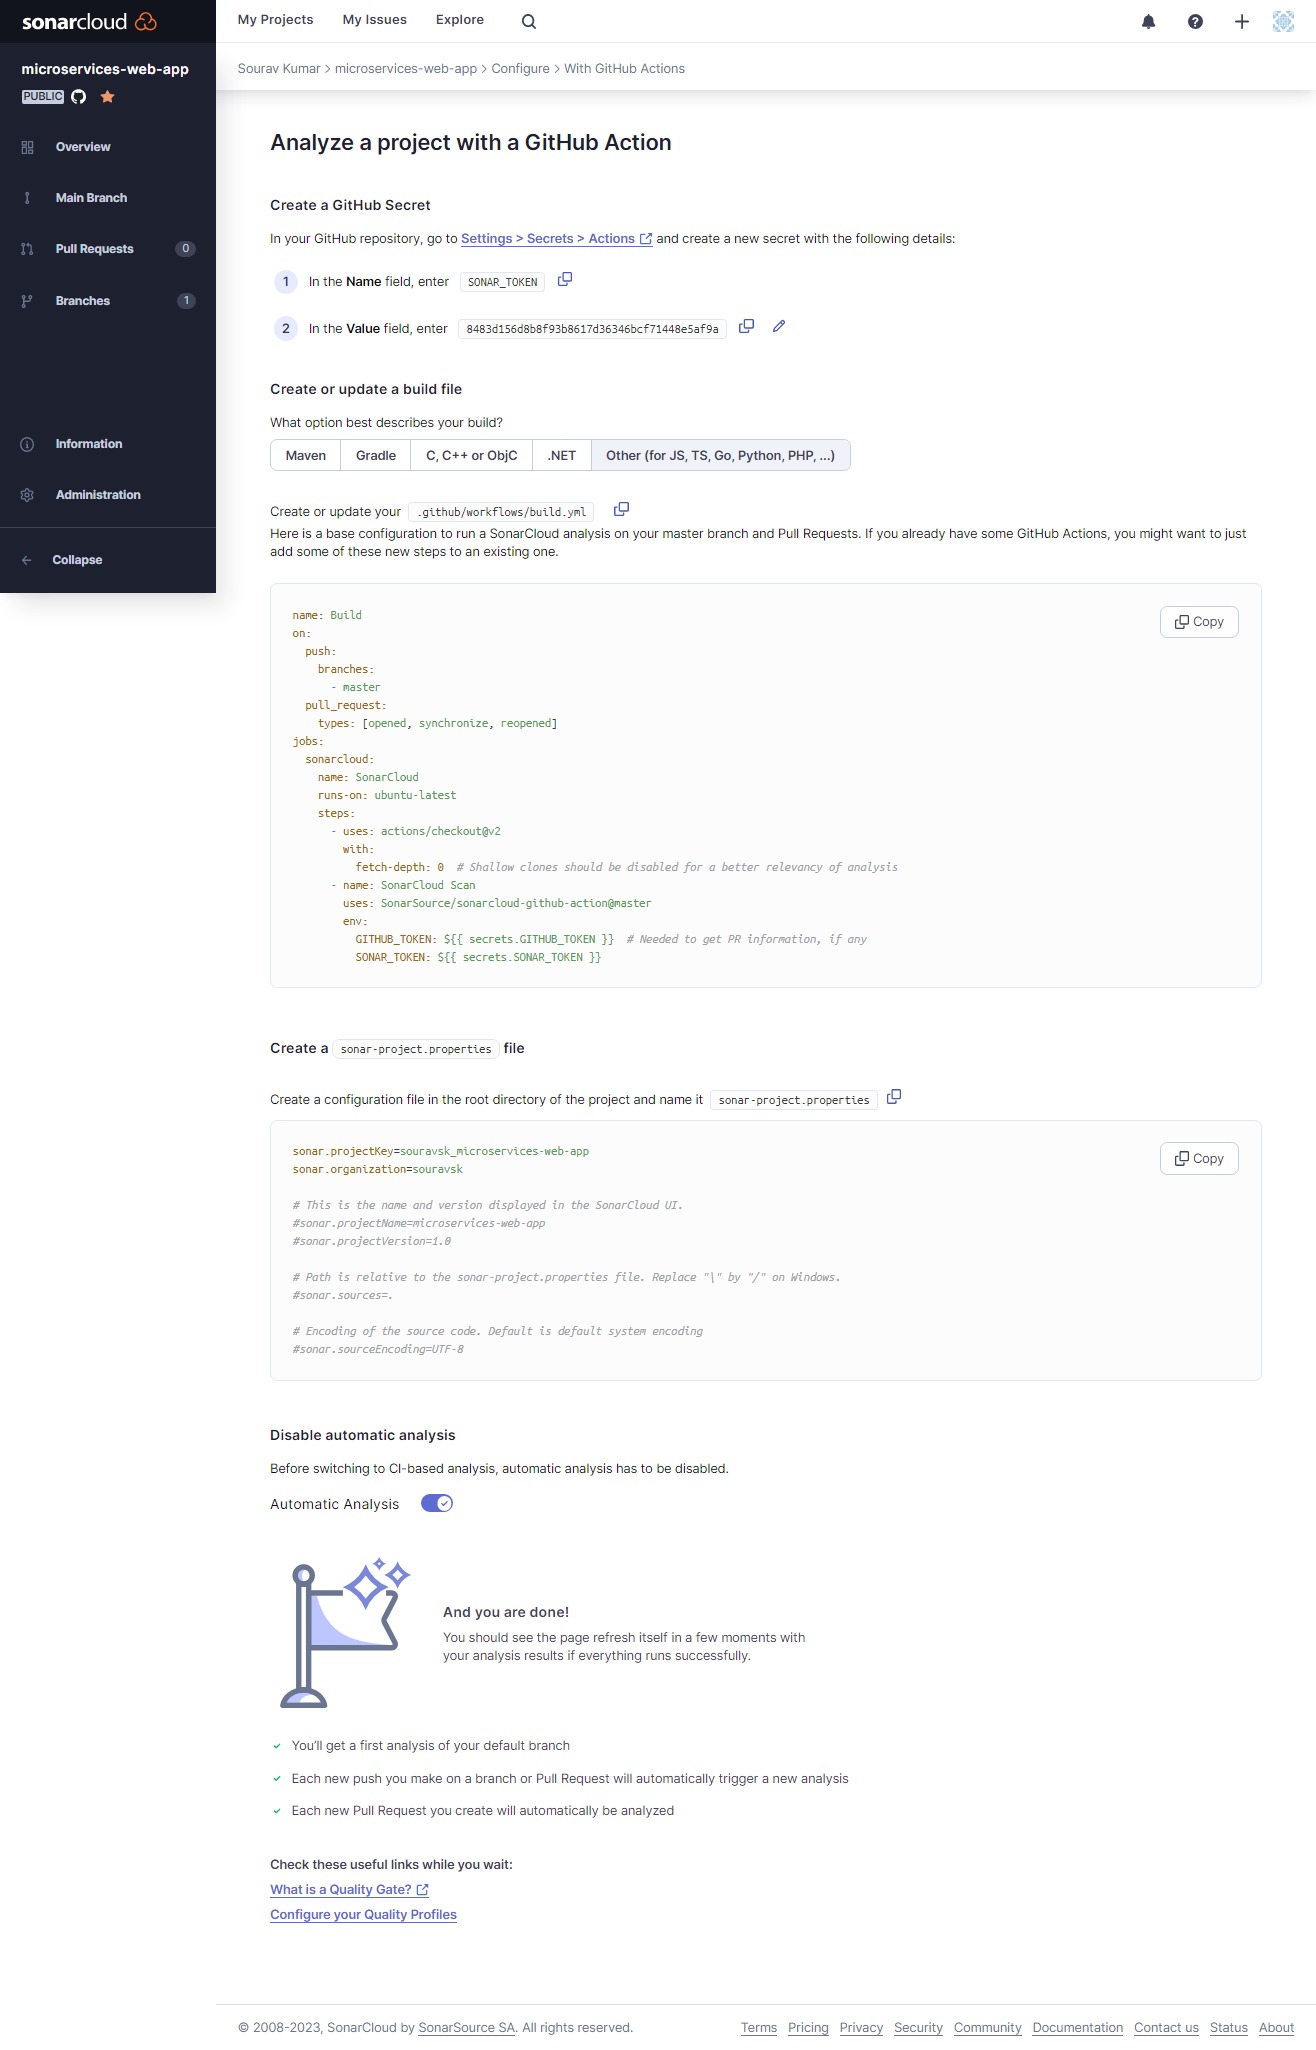 sonarcloud
My Projects My Issues Explore
microservices-web-app
PUBLIC
Overview
Main Branch
Pull Requests 0
Branches 1
Information
Administration
Collapse
Sourav Kumar > microservices-web-app > Configure > With GitHub Actions
Analyze a project with a GitHub Action
Create a GitHub Secret
In your GitHub repository, go to Settings > Secrets > Actions and create a new secret with the following details:
1 In the Name field, enter SONAR_TOKEN
2 In the Value field, enter 8483d156d8b8f93b8617d36346bcf71448e5af9a
Create or update a build file
What option best describes your build?
Maven Gradle C, C++ or ObjC .NET Other (for JS, TS, Go, Python, PHP, ...)
Create or update your .github/workflows/build.yml
Here is a base configuration to run a SonarCloud analysis on your master branch and Pull Requests. If you already have some GitHub Actions, you might want to just
add some of these new steps to an existing one.
Copy
name: Build
on:
  push:
    branches:
      - master
  pull_request:
    types: [opened, synchronize, reopened]
jobs:
  sonarcloud:
    name: SonarCloud
    runs-on: ubuntu-latest
    steps:
      - uses: actions/checkout@v2
        with:
          fetch-depth: 0  # Shallow clones should be disabled for a better relevancy of analysis
      - name: SonarCloud Scan
        uses: SonarSource/sonarcloud-github-action@master
        env:
          GITHUB_TOKEN: ${{ secrets.GITHUB_TOKEN }}  # Needed to get PR information, if any
          SONAR_TOKEN: ${{ secrets.SONAR_TOKEN }}
Create a sonar-project.properties file
Create a configuration file in the root directory of the project and name it sonar-project.properties
Copy
sonar.projectKey=souravsk_microservices-web-app
sonar.organization=souravsk
# This is the name and version displayed in the SonarCloud UI.
#sonar.projectName=microservices-web-app
#sonar.projectVersion=1.0
# Path is relative to the sonar-project.properties file. Replace "\" by "/" on Windows.
#sonar.sources=.
# Encoding of the source code. Default is default system encoding
#sonar.sourceEncoding=UTF-8
Disable automatic analysis
Before switching to CI-based analysis, automatic analysis has to be disabled.
Automatic Analysis
And you are done!
You should see the page refresh itself in a few moments with
your analysis results if everything runs successfully.
You'll get a first analysis of your default branch
Each new push you make on a branch or Pull Request will automatically trigger a new analysis
Each new Pull Request you create will automatically be analyzed
Check these useful links while you wait:
What is a Quality Gate?
Configure your Quality Profiles
© 2008-2023, SonarCloud by SonarSource SA. All rights reserved.
Terms Pricing Privacy Security Community Documentation Contact us Status About